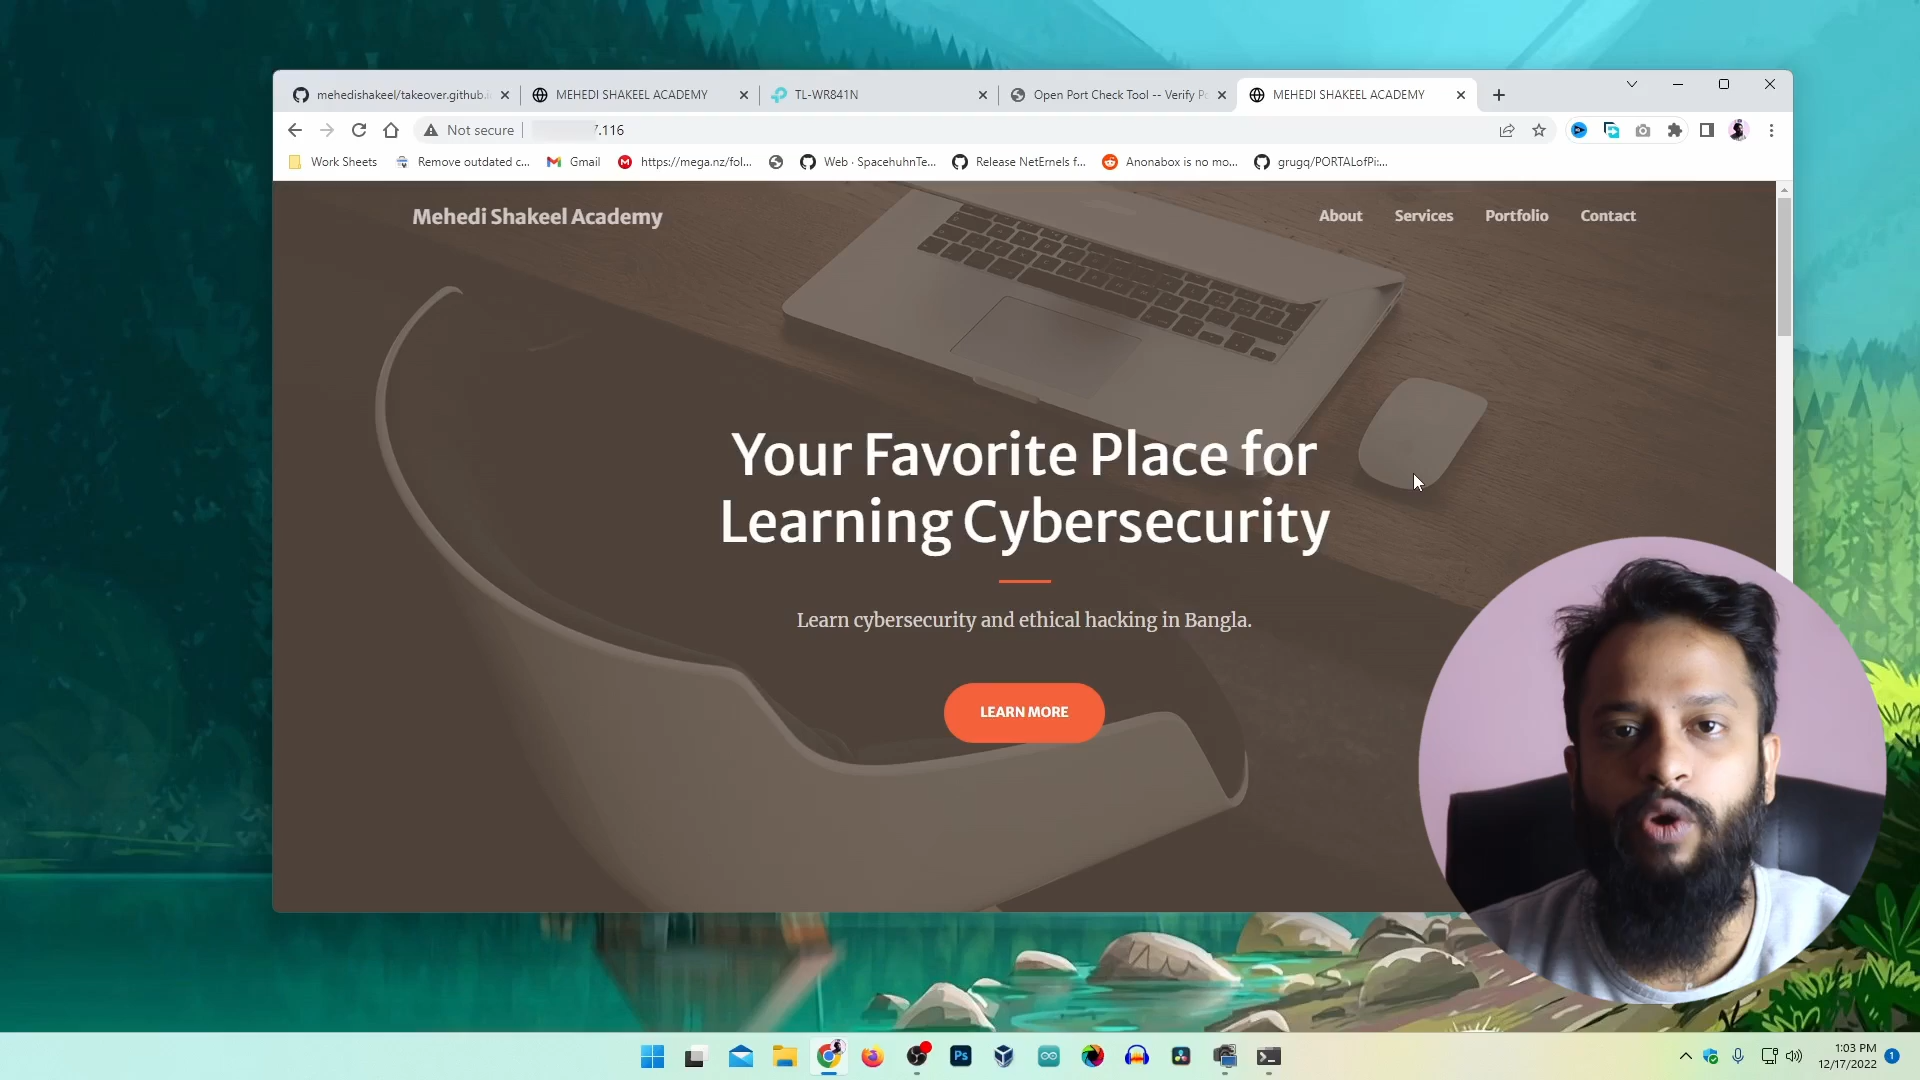 mehedishakeel/takeover.github.i
MEHEDI SHAKEEL ACADEMY
TL-WR841N
Open Port Check Tool -- Verify Po
MEHEDI SHAKEEL ACADEMY
Not secure
.116
Work Sheets
Remove outdated c...
Gmail
https://mega.nz/fol...
Web · SpacehuhnTe...
Release NetErnels f...
Anonabox is no mo...
grugq/PORTALofPi:...
Mehedi Shakeel Academy
About
Services
Portfolio
Contact
Your Favorite Place for
Learning Cybersecurity
Learn cybersecurity and ethical hacking in Bangla.
LEARN MORE
Ps
1:03 PM
12/17/2022
1